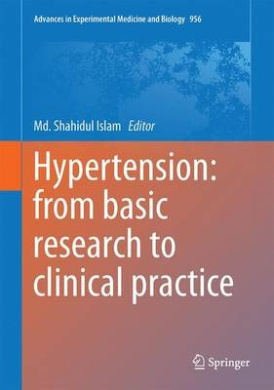 Advances in Experimental Medicine and Biology 956
Md. Shahidul Islam Editor
Hypertension:
from basic
research to
clinical practice
Springer